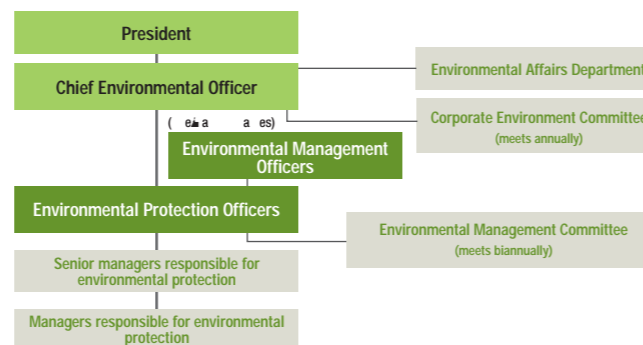 President
Chief Environmental Officer
Environmental Affairs Department
Corporate Environment Committee
(meets annually)
Environmental Management
Officers
Environmental Protection Officers
Environmental Management Committee
(meets biannually)
Senior managers responsible for
environmental protection
Managers responsible for environmental
protection